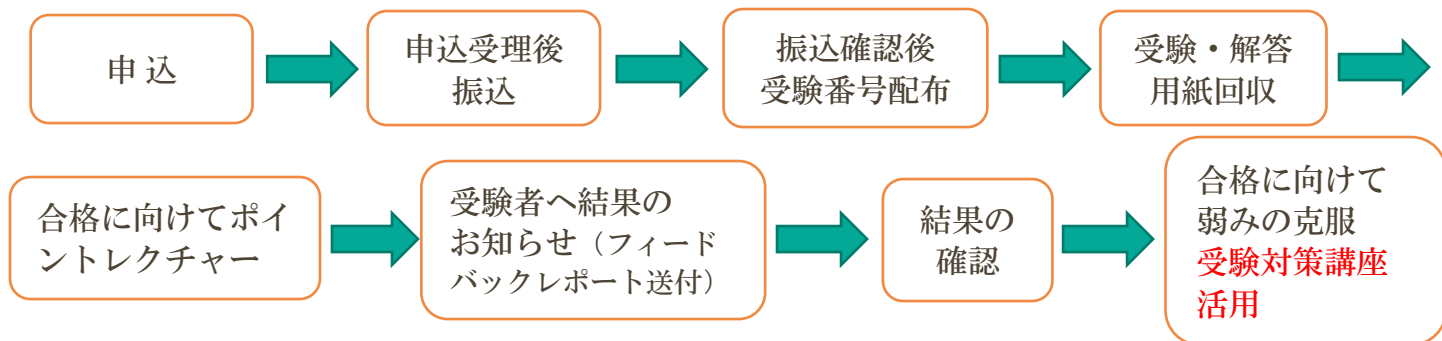 申 込
申込受理後
振込
振込確認後
受験番号配布
受験・解答
用紙回収
合格に向けてポイ
ントレクチャー
受験者へ結果の
お知らせ（フィード
バックレポート送付）
結果の
確認
合格に向けて
弱みの克服
受験対策講座
活用